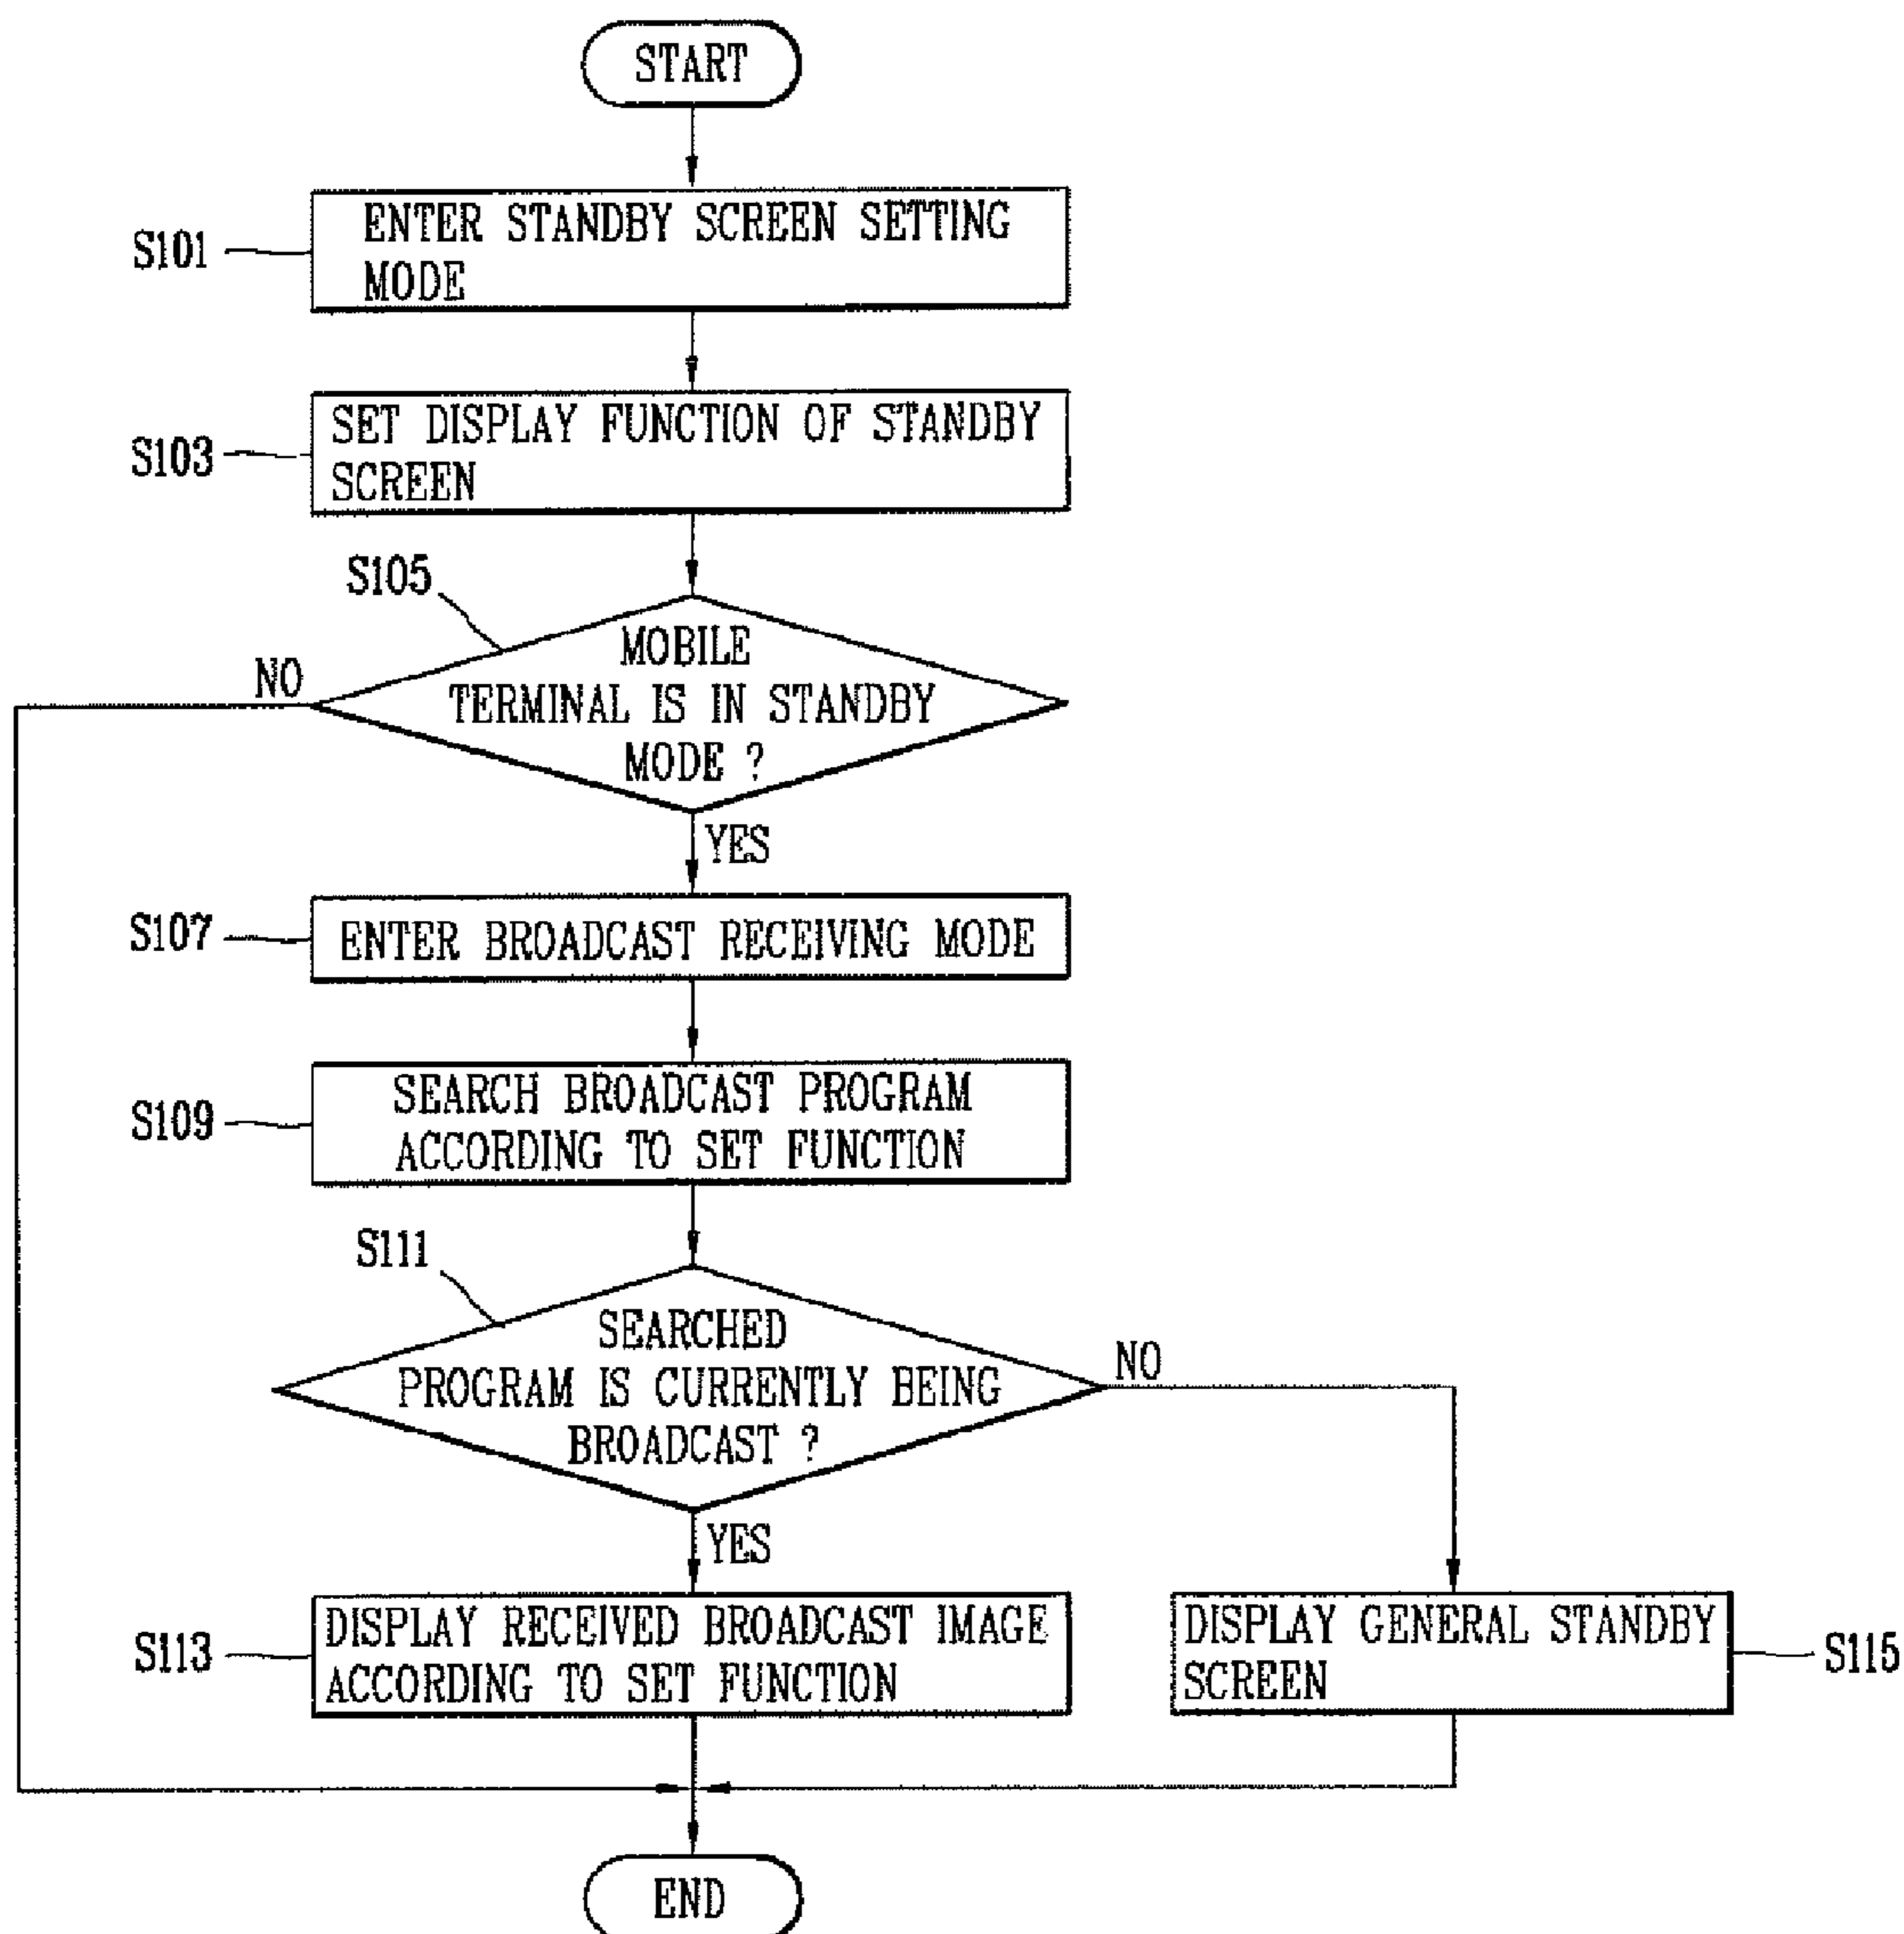 START
S101
ENTER STANDBY SCREEN SETTING
MODE
S103
SET DISPLAY FUNCTION OF STANDBY
SCREEN
S105
MOBILE
TERMINAL IS IN STANDBY
MODE ?
NO
YES
S107
ENTER BROADCAST RECEIVING MODE
S109
SEARCH BROADCAST PROGRAM
ACCORDING TO SET FUNCTION
S111
SEARCHED
PROGRAM IS CURRENTLY BEING
BROADCAST ?
NO
YES
S113
DISPLAY RECEIVED BROADCAST IMAGE
ACCORDING TO SET FUNCTION
DISPLAY GENERAL STANDBY
SCREEN
S115
END